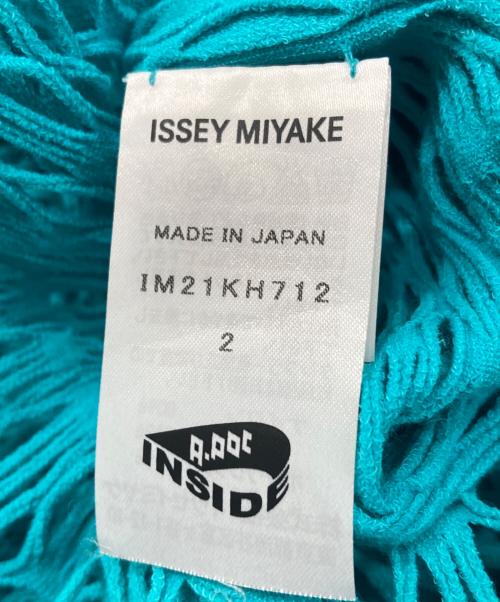 ISSEY MIYAKE
MADE IN JAPAN
IM21KH712
2
A.POC
INSIDE